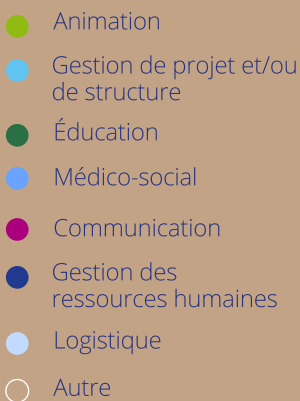 Animation
Gestion de projet et/ou
de structure
Éducation
Médico-social
Communication
Gestion des
ressources humaines
Logistique
Autre